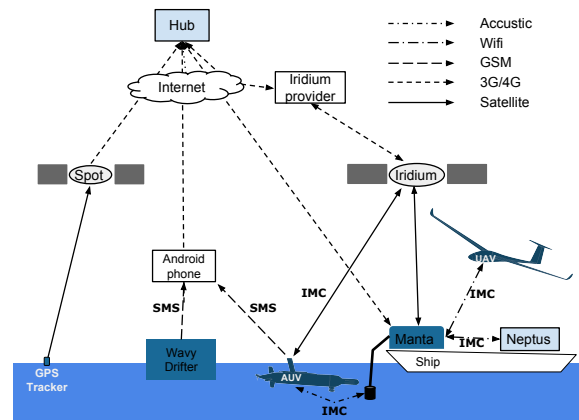 Hub
Accustic
Wifi
GSM
3G/4G
Satellite
Internet
Iridium
provider
Spot
Iridium
UAV
Android
phone
SMS
SMS
IMC
IMC
Wavy
Drifter
Manta
IMC
Neptus
Ship
GPS
Tracker
AUV
IMC